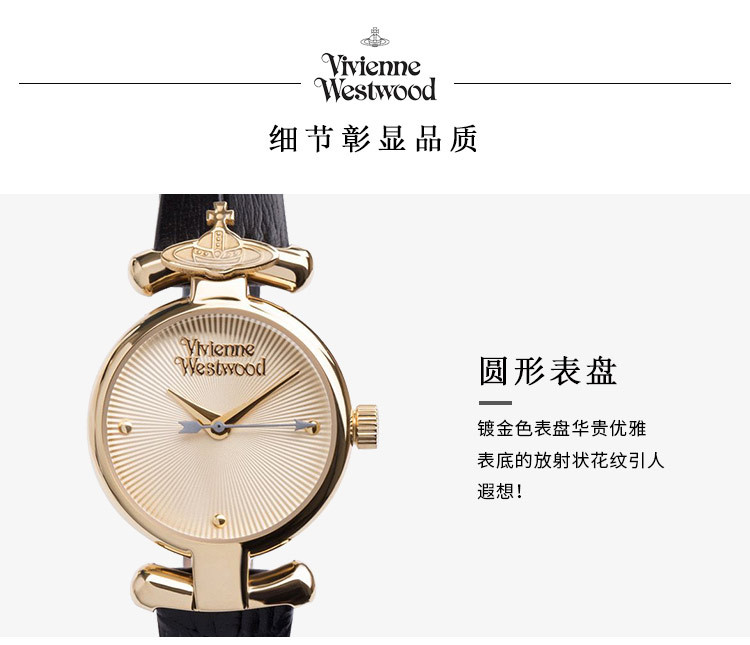 Vivienne
Westwood
细节彰显品质
Vivienne
Westwood
圆形表盘
镀金色表盘华贵优雅
表底的放射状花纹引人
遐想！